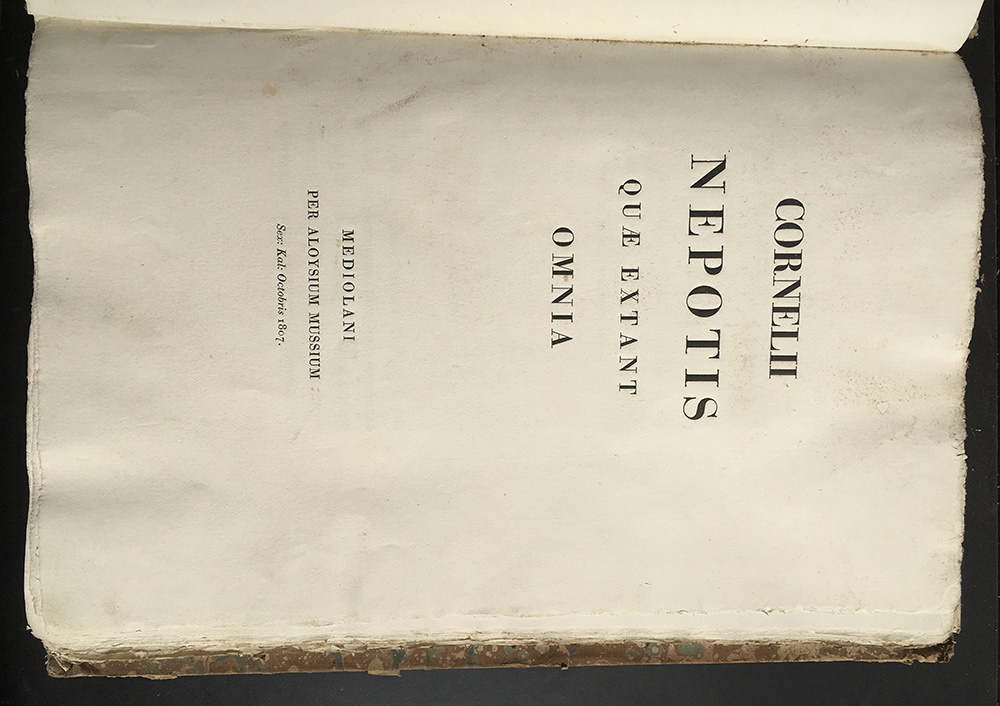 CORNELII
NEPOTIS
QUÆ EXTANT
OMNIA
MEDIOLANI
PER ALOYSIUM MUSSIUM
Sex: Kal: Octobris 1807.